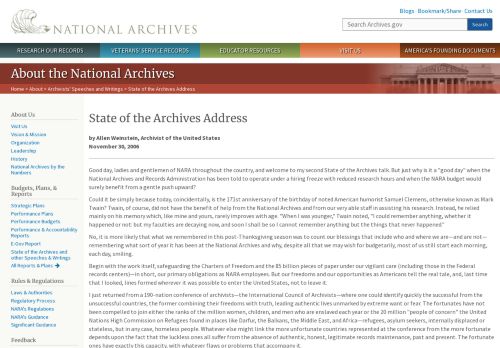 Blogs · Bookmark/Share · Contact Us
NATIONAL ARCHIVES
Search Archives.gov
Search
RESEARCH OUR RECORDS
VETERANS' SERVICE RECORDS
EDUCATOR RESOURCES
VISIT US
AMERICA'S FOUNDING DOCUMENTS
About the National Archives
Home > About > Archivists' Speeches and Writings > State of the Archives Address
About Us
Visit Us
Vision & Mission
Organization
Leadership
History
National Archives by the
Numbers
Budgets, Plans, &
Reports
Strategic Plans
Performance Plans
Performance Budgets
Performance & Accountability
Reports
E-Gov Report
State of the Archives and
other Speeches & Writings
All Reports & Plans
Rules & Regulations
Laws & Authorities
Regulatory Process
NARA's Regulations
NARA's Guidance
Significant Guidance
Feedback
State of the Archives Address
by Allen Weinstein, Archivist of the United States
November 30, 2006
Good day, ladies and gentlemen of NARA throughout the country, and welcome to my second State of the Archives talk. But just why is it a "good day" when the
National Archives and Records Administration has been told to operate under a hiring freeze with reduced research hours and when the NARA budget would
surely benefit from a gentle push upward?
Could it be simply because today, coincidentally, is the 171st anniversary of the birthday of noted American humorist Samuel Clemens, otherwise known as Mark
Twain? Twain, of course, did not have the benefit of help from the National Archives and from our very able staff in assisting his research. Instead, he relied
mainly on his memory which, like mine and yours, rarely improves with age. "When I was younger," Twain noted, "I could remember anything, whether it
happened or not; but my faculties are decaying now, and soon I shall be so I cannot remember anything but the things that never happened."
No, it is more likely that what we remembered in this post-Thanksgiving season was to count our blessings that include who and where we are—and are not—
remembering what sort of year it has been at the National Archives and why, despite all that we may wish for budgetarily, most of us still start each morning,
each day, smiling.
Begin with the work itself, safeguarding the Charters of Freedom and the 85 billion pieces of paper under our vigilant care (including those in the Federal
records centers)—in short, our primary obligations as NARA employees. But our freedoms and our opportunities as Americans tell the real tale, and, last time
that I looked, lines formed wherever it was possible to enter the United States, not to leave it.
I just returned from a 190-nation conference of archivists—the International Council of Archivists—where one could identify quickly the successful from the
unsuccessful countries, the former combining their freedoms with truth, leading authentic lives unmarked by extreme want or fear. The fortunates have not
been compelled to join either the ranks of the million women, children, and men who are enslaved each year or the 20 million "people of concern" the United
Nations High Commission on Refugees found in places like Darfur, the Balkans, the Middle East, and Africa—refugees, asylum seekers, internally displaced or
stateless, but in any case, homeless people. Whatever else might link the more unfortunate countries represented at the conference from the more fortunate
depends upon the fact that the luckless ones all suffer from the absence of authentic, honest, legitimate records maintenance, past and present. The fortunate
ones have exactly this capacity, with whatever flaws or problems that accompany it.